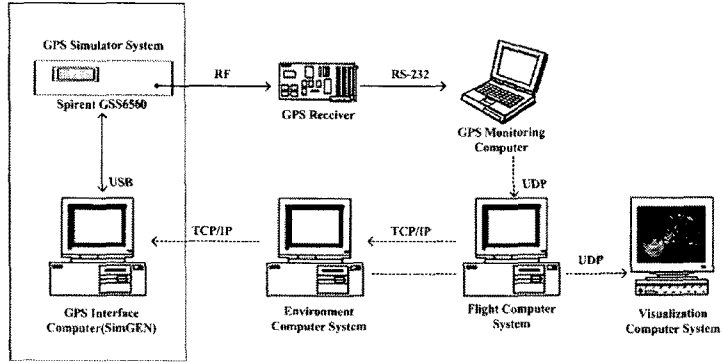 GPS Simulator System
Spirent GSS6560
RF
GPS Receiver
RS-232
GPS Monitoring
Computer
USB
UDP
TCP/IP
TCP/IP
UDP
GPS Interface
Computer(SimGEN)
Environment
Computer System
Flight Computer
System
Visualization
Computer System